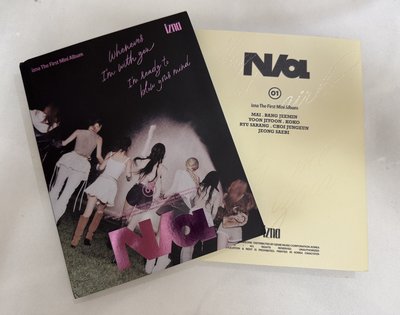 izna The First Mini Album
izna
Whenever
I'm with you
I'm ready to
blow your mind
N/a
N/a
01
izna The First Mini Album
MAI . BANG JEEMIN
YOON JIYOON . KOKO
RYU SARANG . CHOI JUNGEUN
JEONG SAEBI
izna